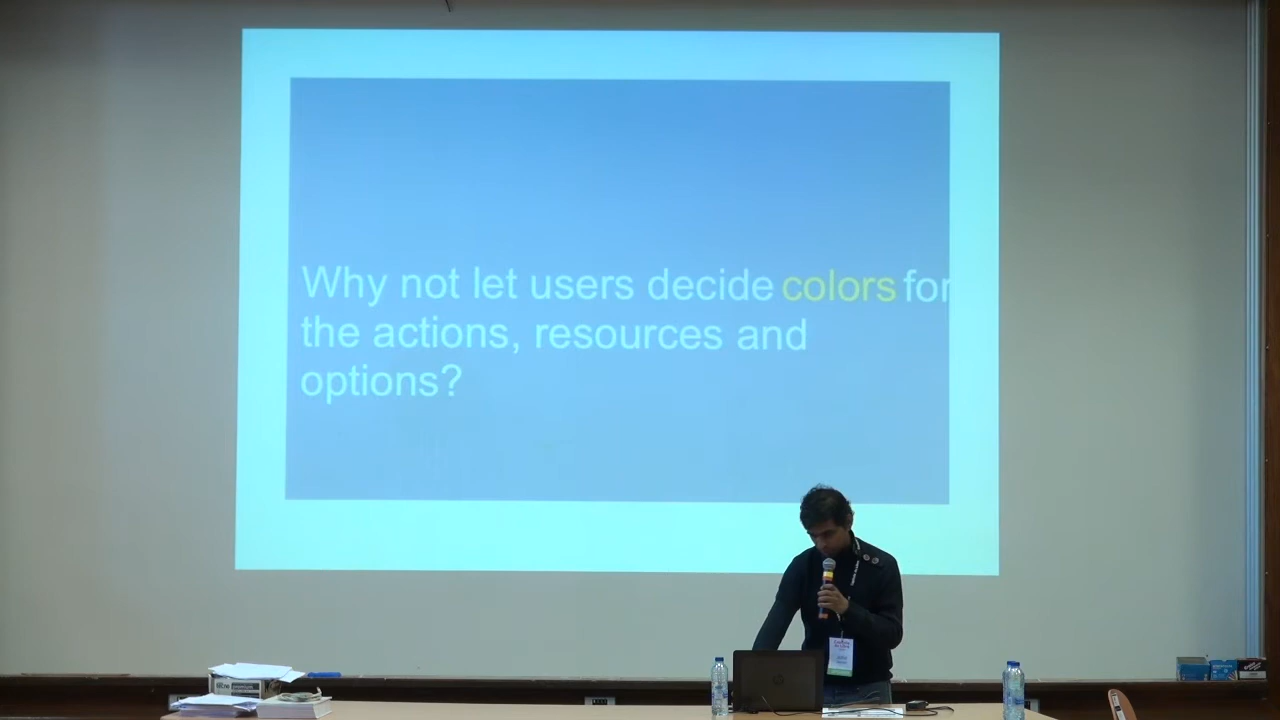 Why not let users decide colors for
the actions, resources and
options?